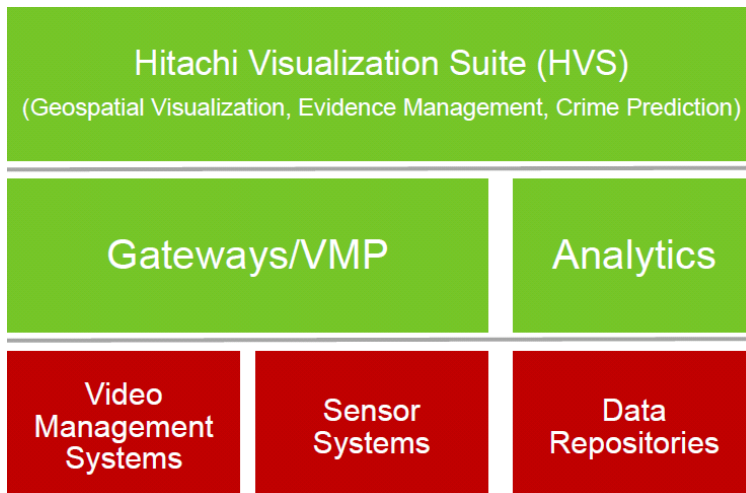 Hitachi Visualization Suite (HVS)
(Geospatial Visualization, Evidence Management, Crime Prediction)
Gateways/VMP
Analytics
Video
Management
Systems
Sensor
Systems
Data
Repositories